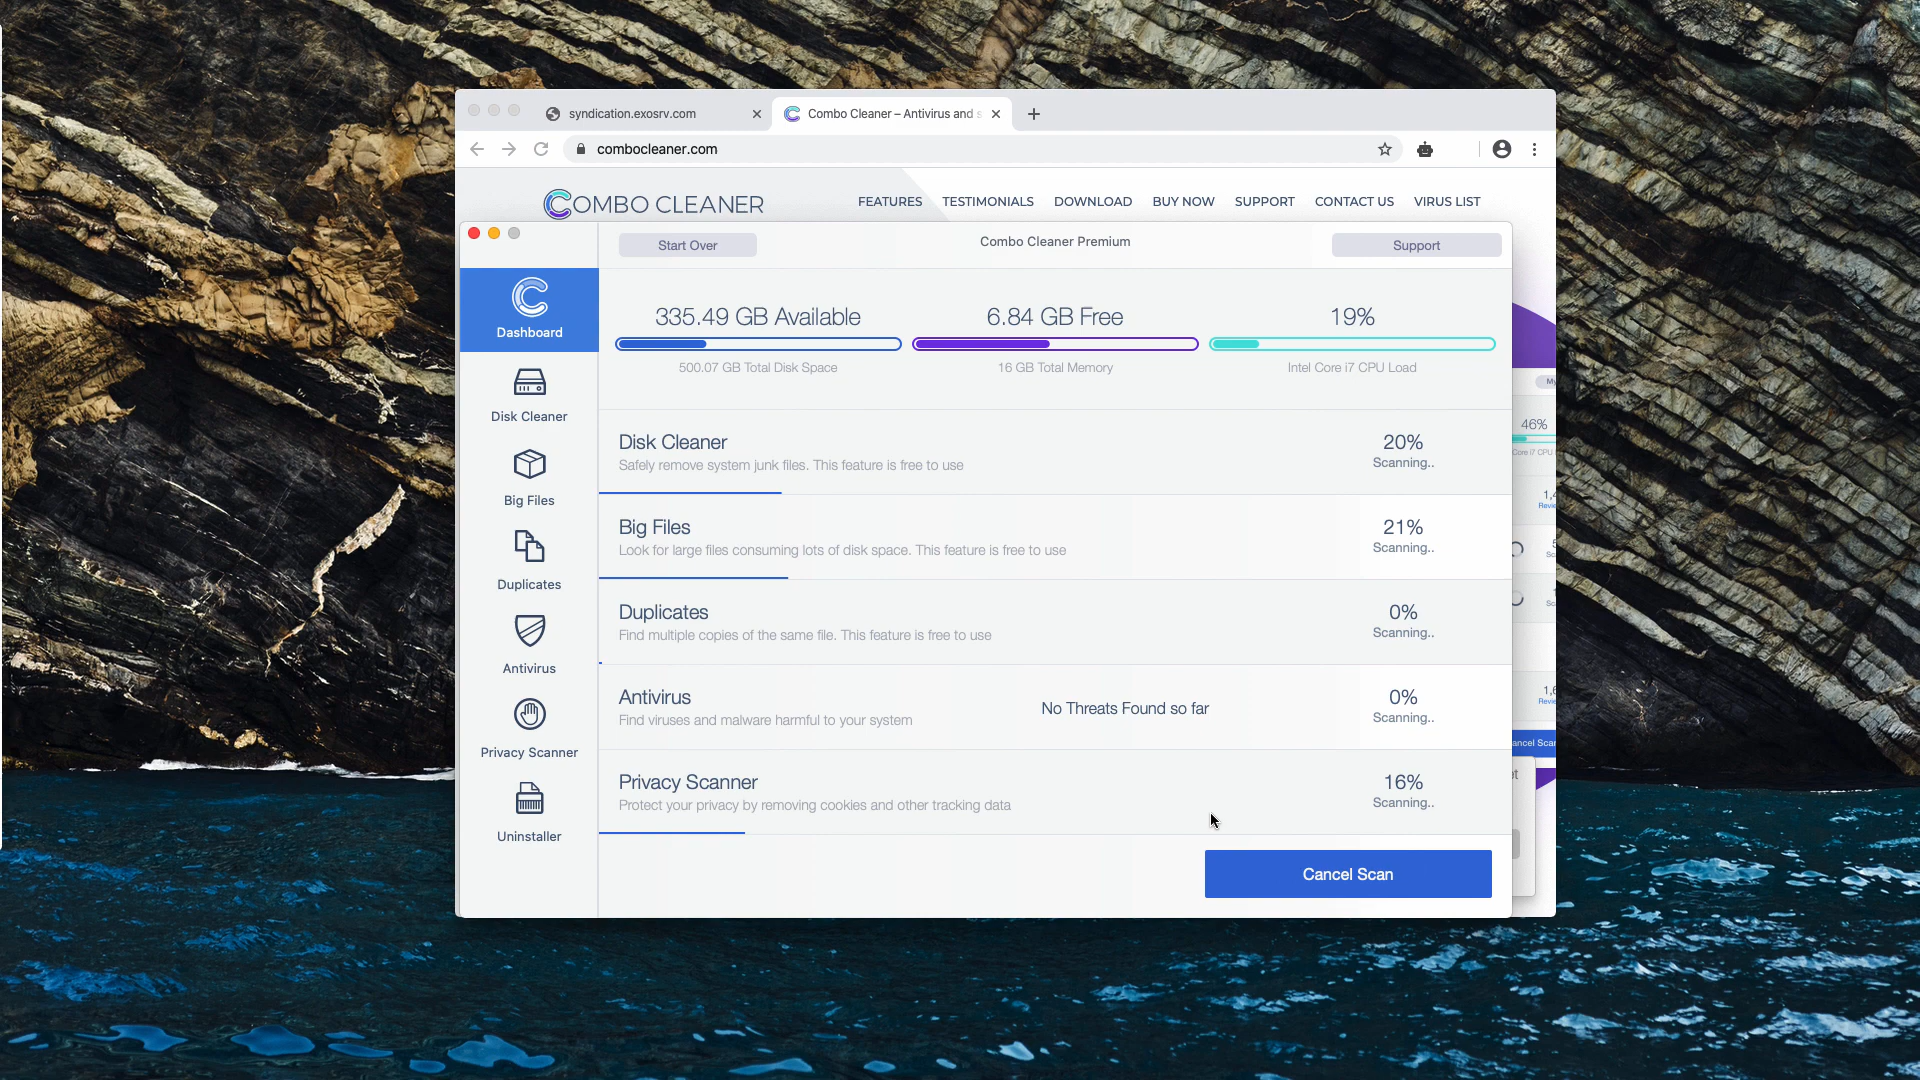 syndication.exosrv.com
Combo Cleaner – Antivirus and
combocleaner.com
COMBO CLEANER
FEATURES TESTIMONIALS DOWNLOAD BUY NOW SUPPORT CONTACT US VIRUS LIST
Start Over
Combo Cleaner Premium
Support
Dashboard
Disk Cleaner
Big Files
Duplicates
Antivirus
Privacy Scanner
Uninstaller
335.49 GB Available
500.07 GB Total Disk Space
6.84 GB Free
16 GB Total Memory
19%
Intel Core i7 CPU Load
Disk Cleaner
Safely remove system junk files. This feature is free to use
20%
Scanning..
Big Files
Look for large files consuming lots of disk space. This feature is free to use
21%
Scanning..
Duplicates
Find multiple copies of the same file. This feature is free to use
0%
Scanning..
Antivirus
Find viruses and malware harmful to your system
No Threats Found so far
0%
Scanning..
Privacy Scanner
Protect your privacy by removing cookies and other tracking data
16%
Scanning..
Cancel Scan
46%
Core i7 CPU
ancel Scan